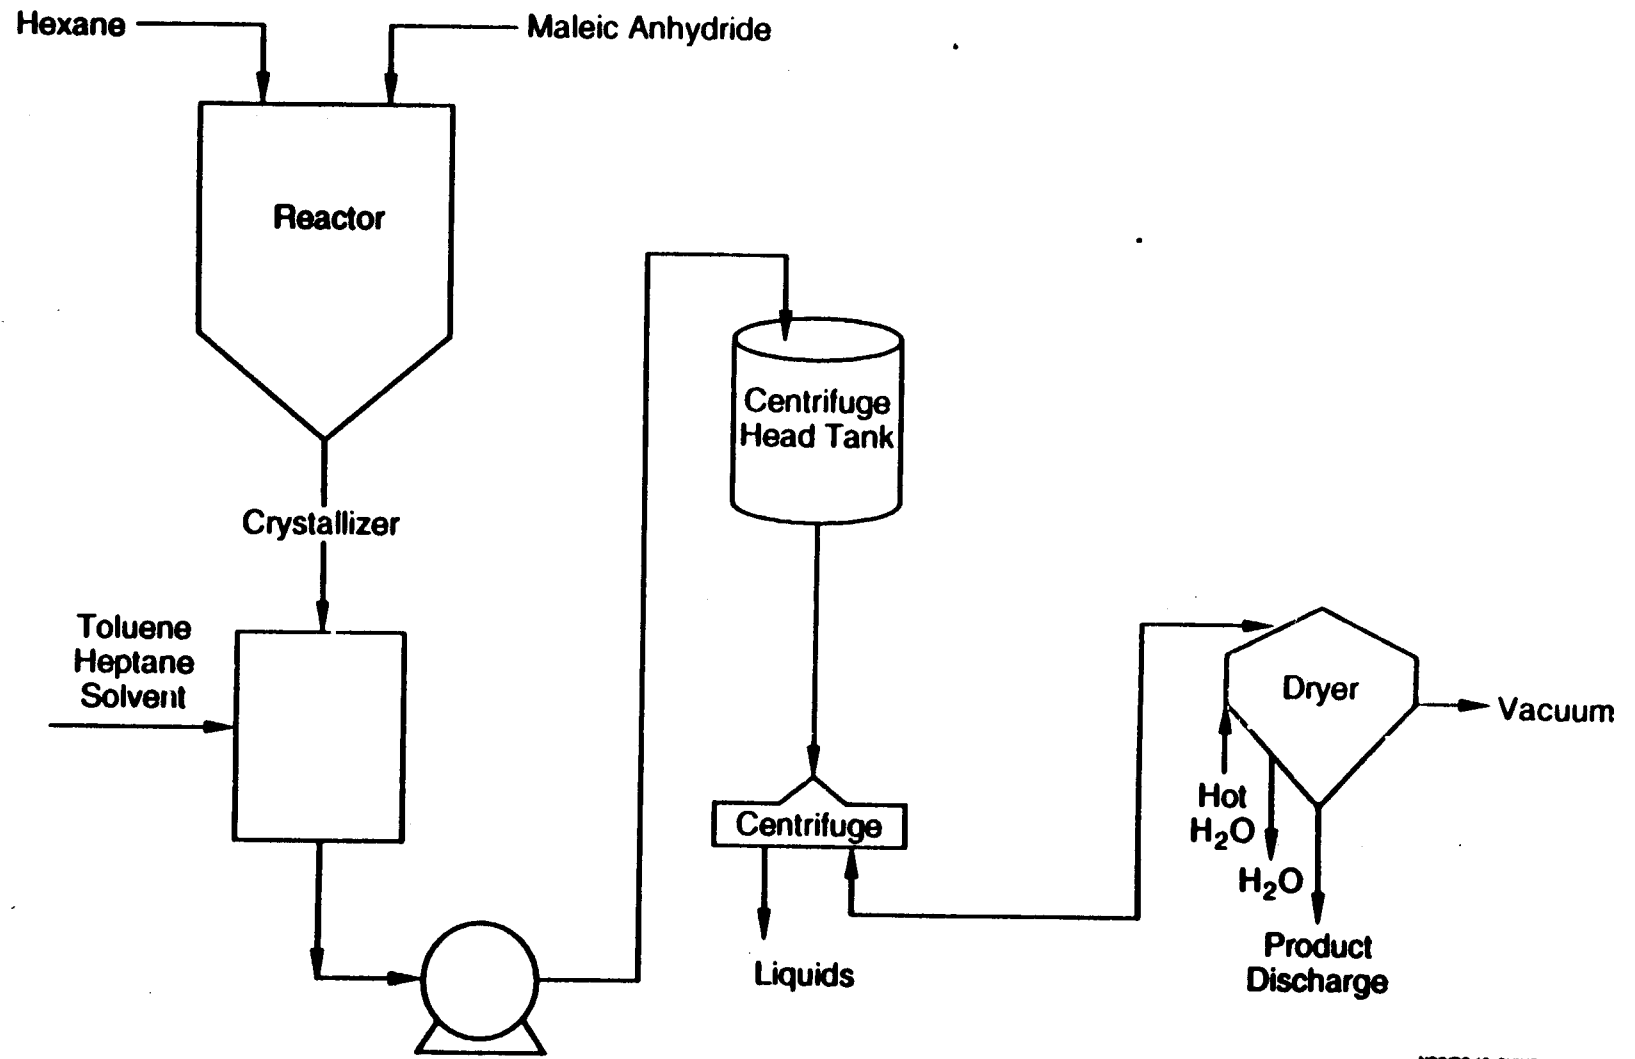 Hexane
Maleic Anhydride
Reactor
Crystallizer
Toluene
Heptane
Solvent
Centrifuge
Head Tank
Centrifuge
Liquids
Dryer
Vacuum
Hot
H₂O
H₂O
Product
Discharge